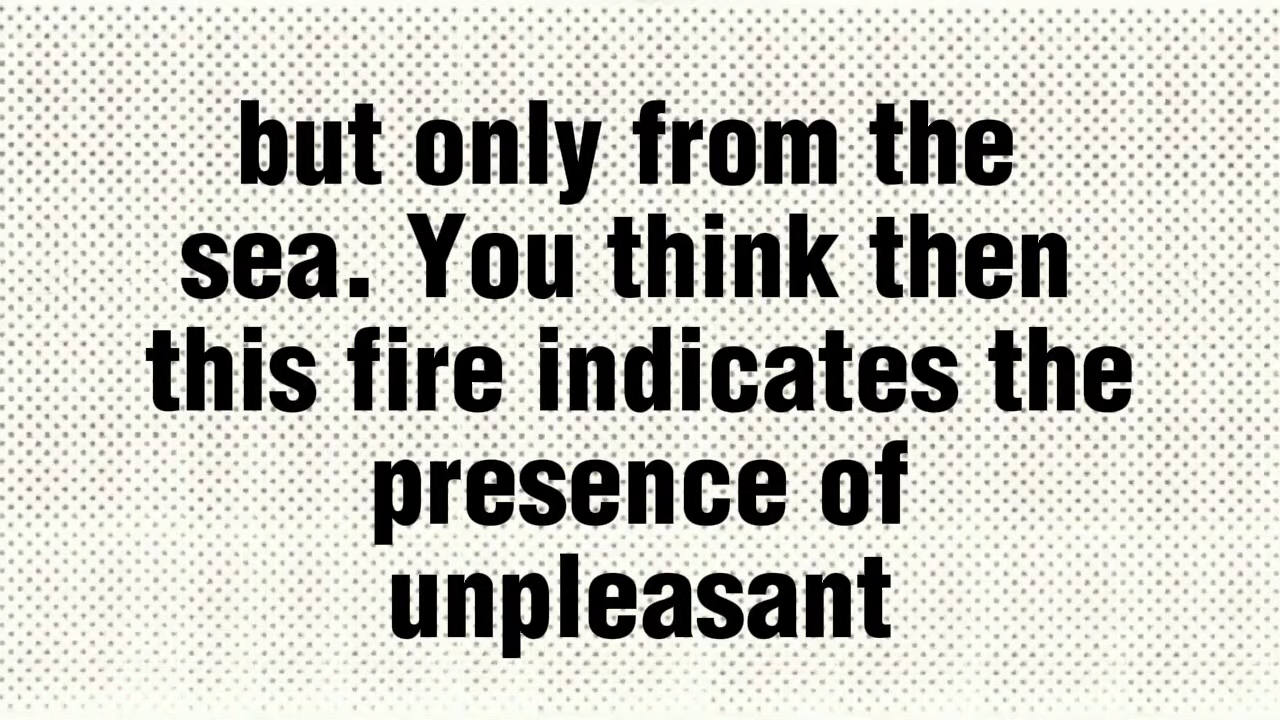 but only from the
sea. You think then
this fire indicates the
presence of
unpleasant